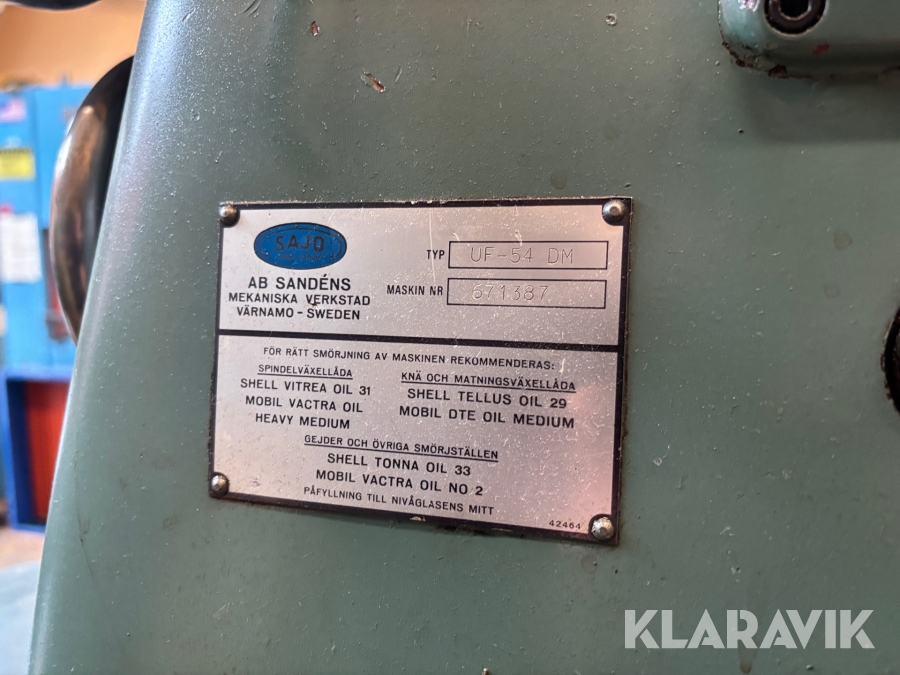 SAJO
AB SANDÉNS
MEKANISKA VERKSTAD
VÄRNAMO - SWEDEN
TYP UF-54 DM
MASKIN NR 671387
FÖR RÄTT SMÖRJNING AV MASKINEN REKOMMENDERAS:
SPINDELVÄXELLÅDA
SHELL VITREA OIL 31
MOBIL VACTRA OIL
HEAVY MEDIUM
KNÄ OCH MATNINGSVÄXELLÅDA
SHELL TELLUS OIL 29
MOBIL DTE OIL MEDIUM
GEJDER OCH ÖVRIGA SMÖRJSTÄLLEN
SHELL TONNA OIL 33
MOBIL VACTRA OIL NO 2
PÅFYLLNING TILL NIVÅGLASENS MITT
42464
KLARAVIK